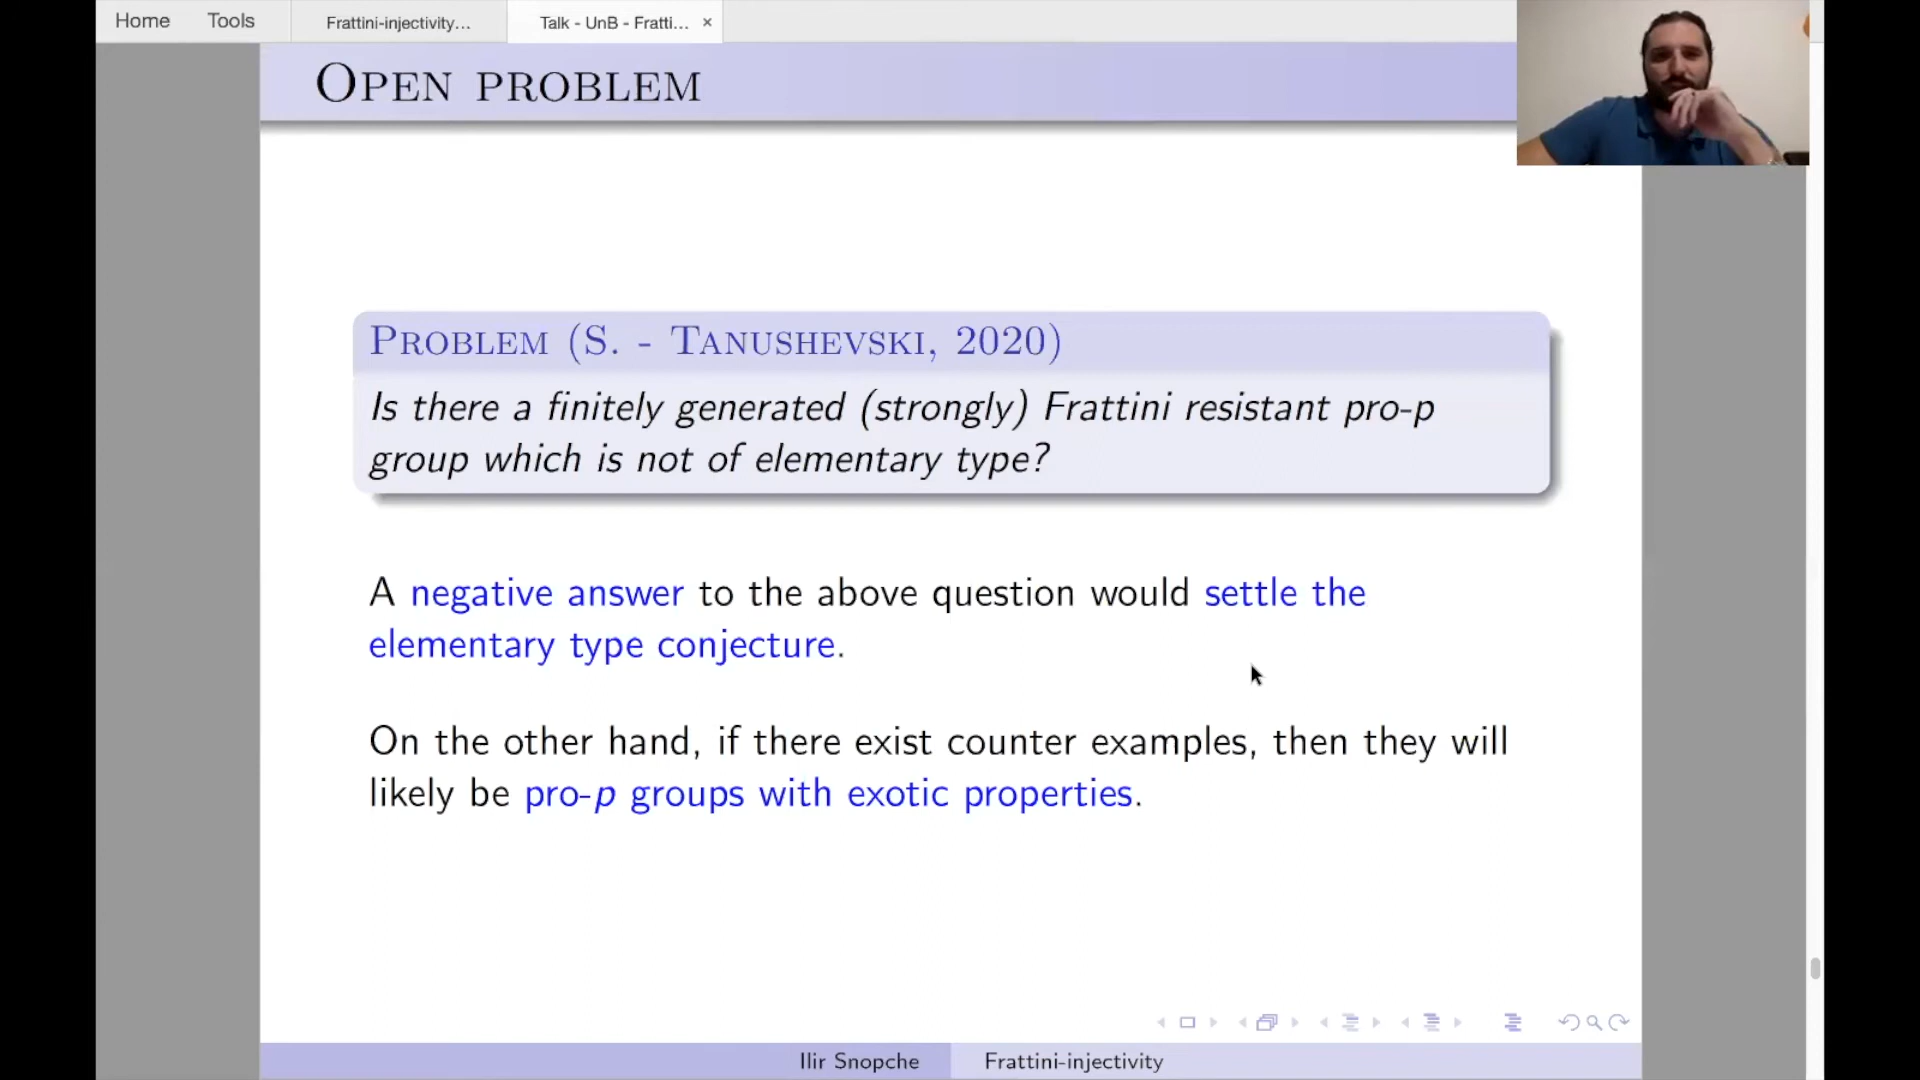 Home Tools Frattini-injectivity... Talk - UnB - Fratti... ×
OPEN PROBLEM
PROBLEM (S. - TANUSHEVSKI, 2020)
Is there a finitely generated (strongly) Frattini resistant pro-p
group which is not of elementary type?
A negative answer to the above question would settle the
elementary type conjecture.
On the other hand, if there exist counter examples, then they will
likely be pro-p groups with exotic properties.
Ilir Snopche Frattini-injectivity